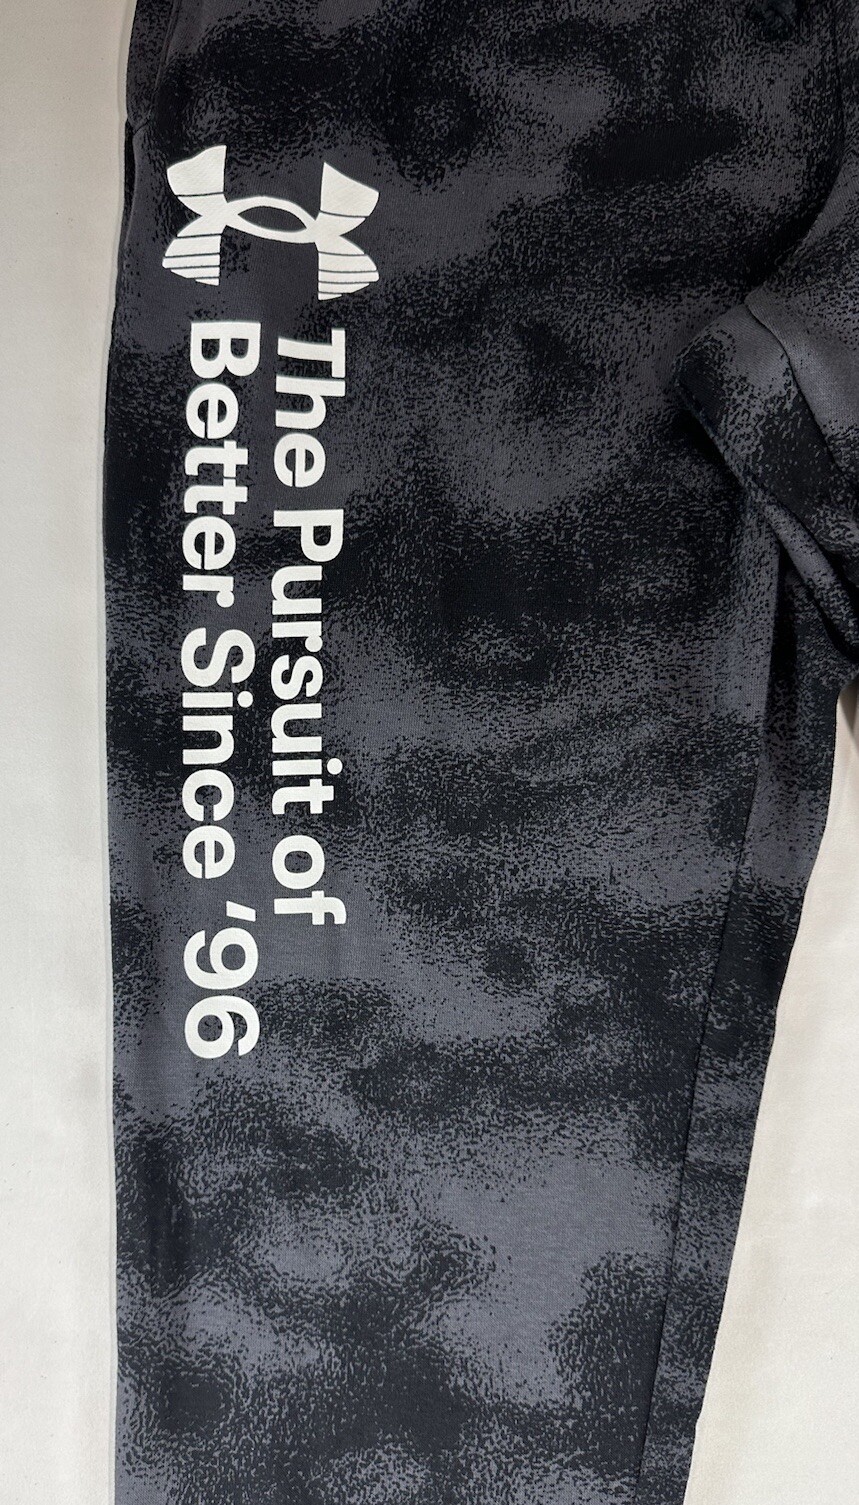 The Pursuit of
Better Since '96